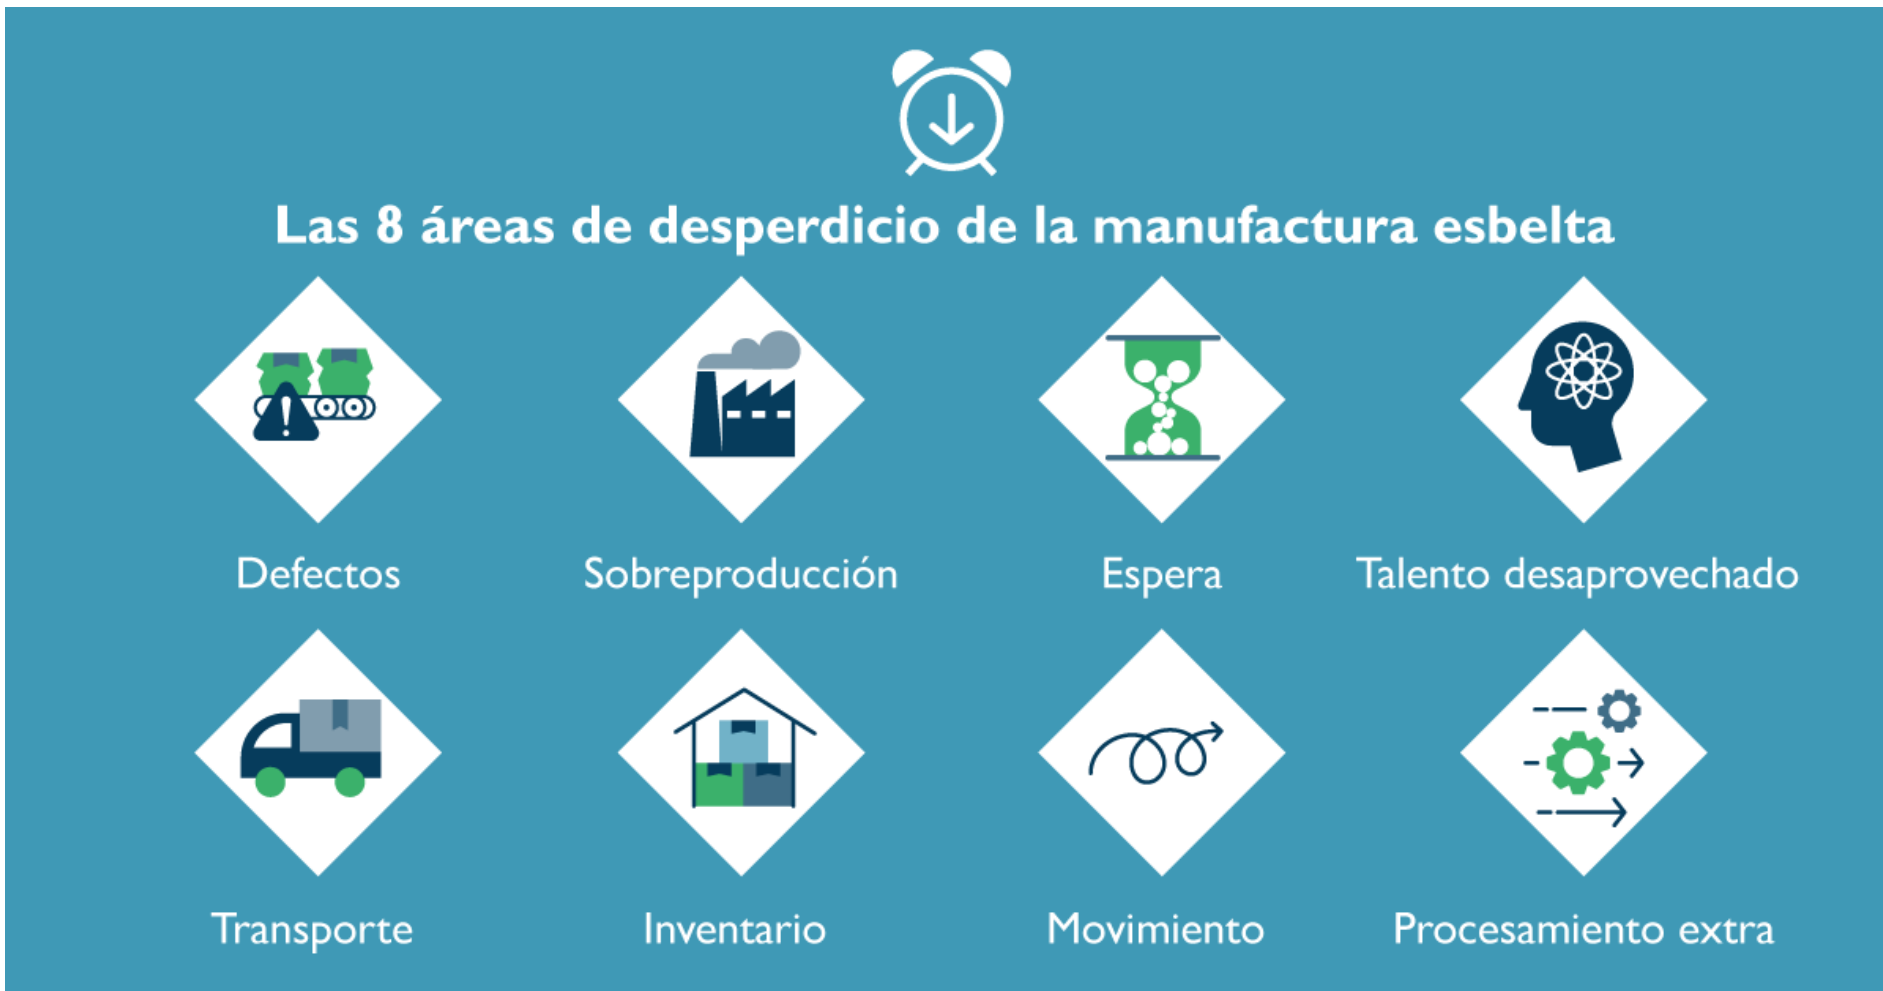 Las 8 áreas de desperdicio de la manufactura esbelta
Defectos
Sobreproducción
Espera
Talento desaprovechado
Transporte
Inventario
Movimiento
Procesamiento extra